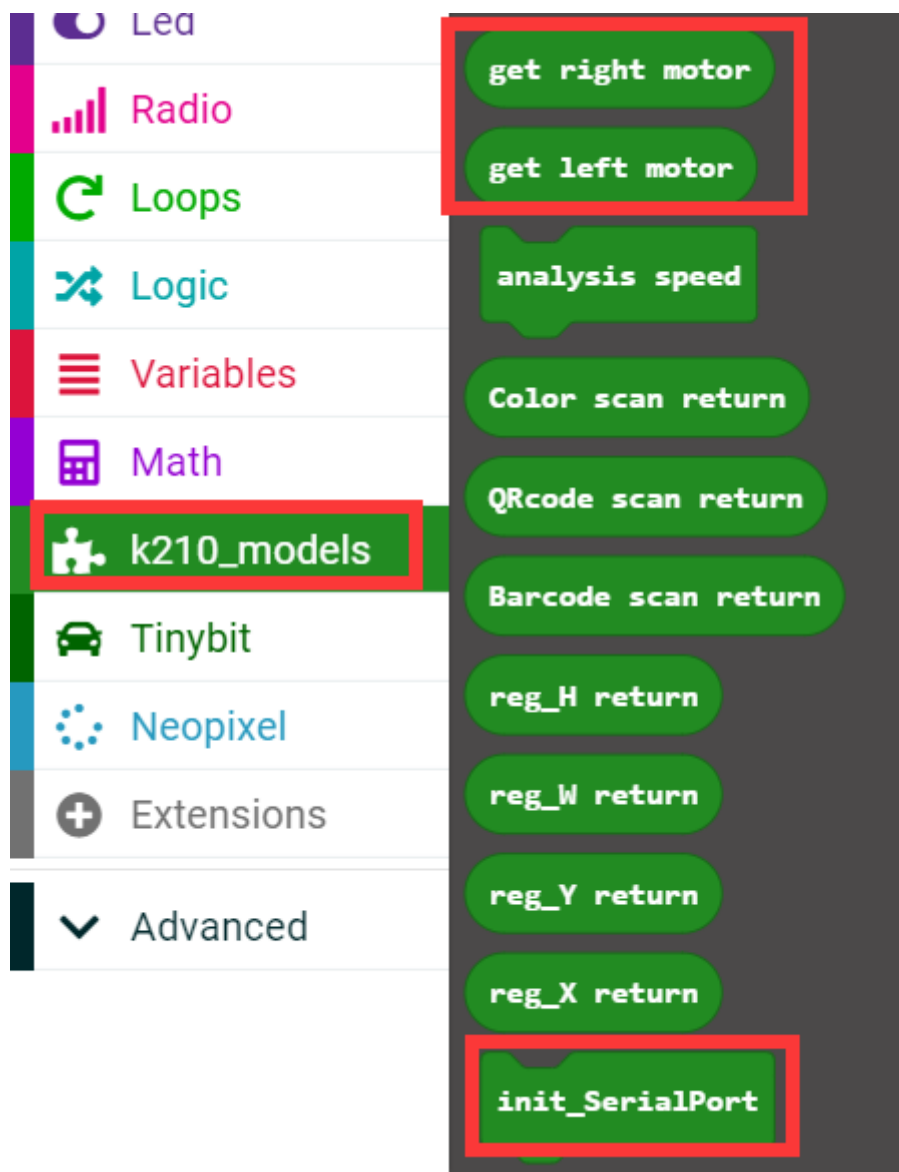 Led
Radio
Loops
Logic
Variables
Math
k210_models
Tinybit
Neopixel
Extensions
Advanced
get right motor
get left motor
analysis speed
Color scan return
QRcode scan return
Barcode scan return
reg_H return
reg_W return
reg_Y return
reg_X return
init_SerialPort